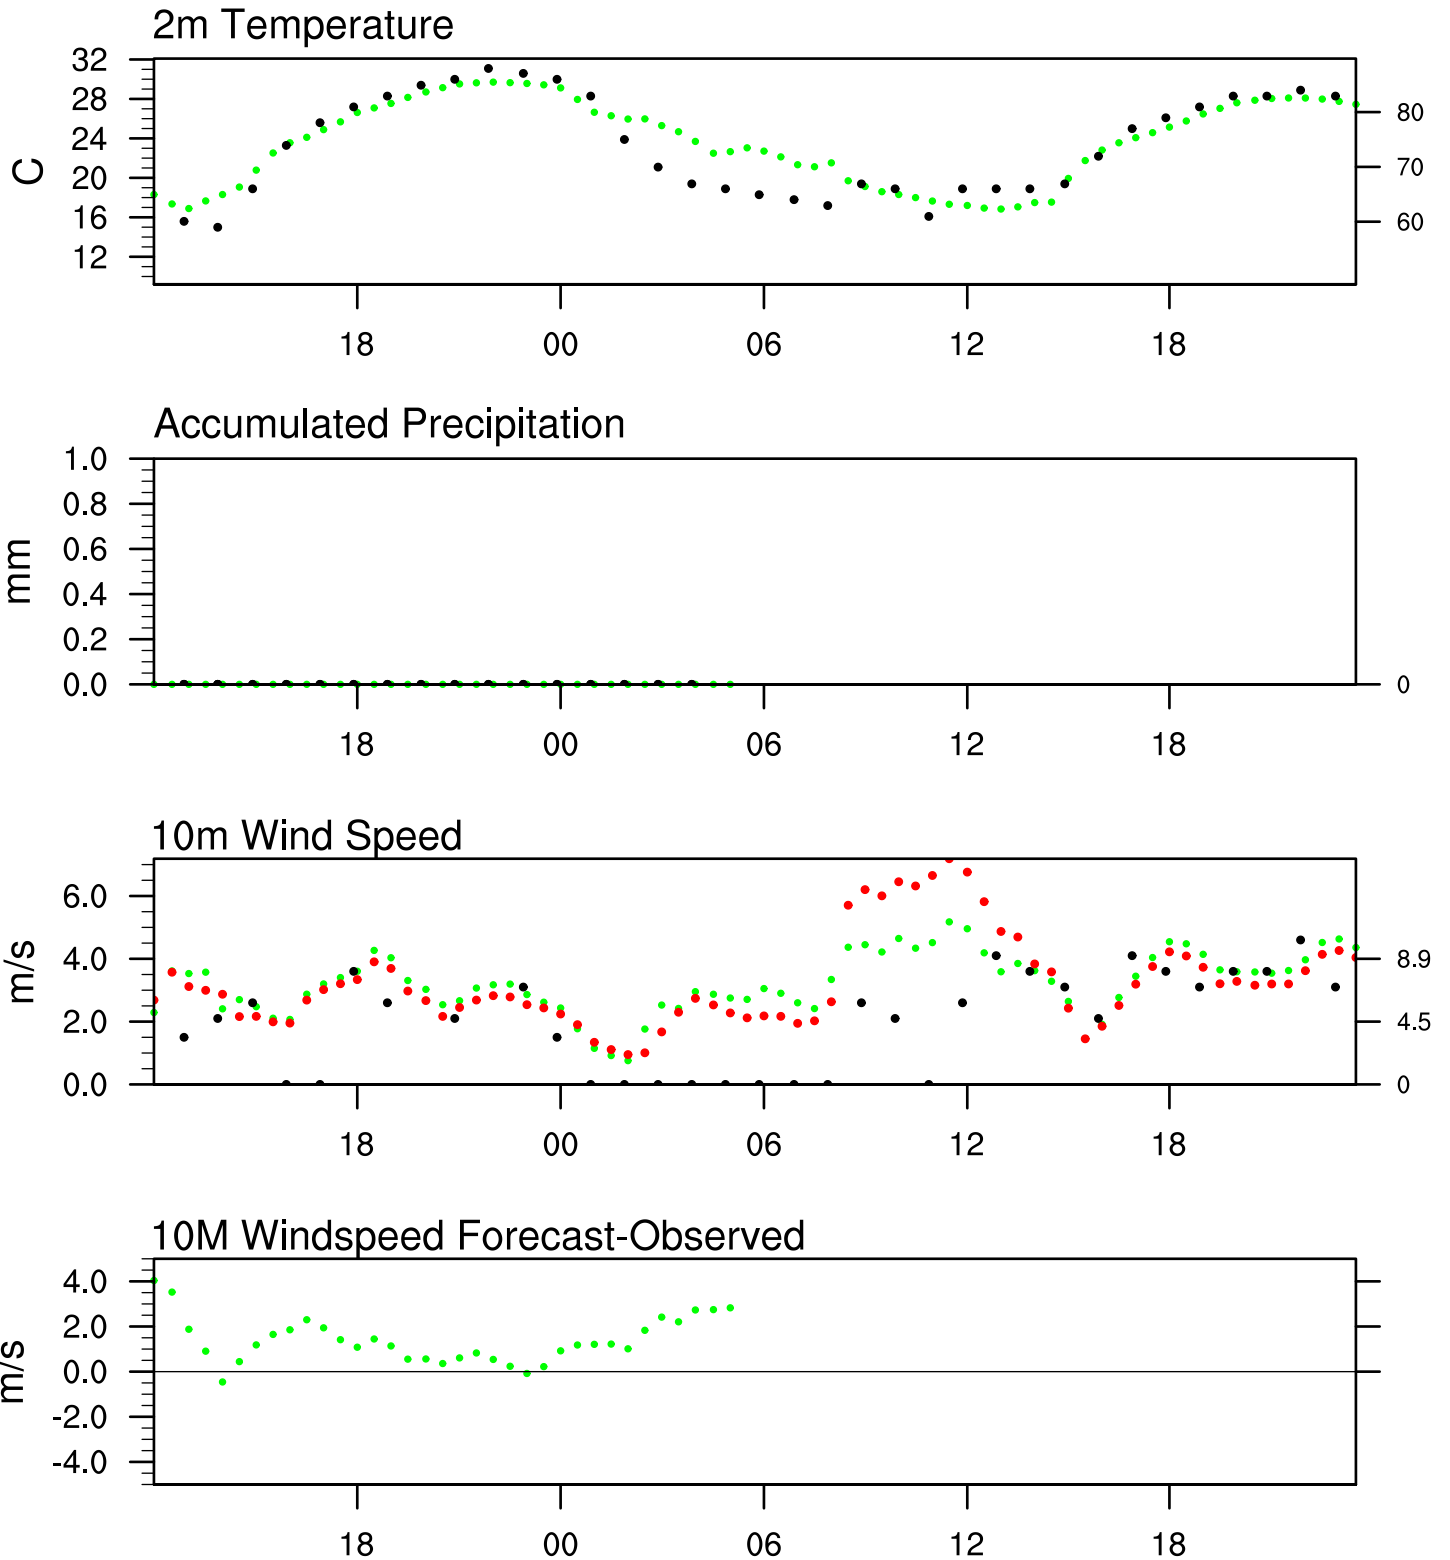 2m Temperature
32
28
24
20
16
12
C
80
70
60
18 00 06 12 18
Accumulated Precipitation
1.0
0.8
0.6
0.4
0.2
0.0
mm
0
18 00 06 12 18
10m Wind Speed
6.0
4.0
2.0
0.0
m/s
8.9
4.5
0
18 00 06 12 18
10M Windspeed Forecast-Observed
4.0
2.0
0.0
-2.0
-4.0
m/s
18 00 06 12 18